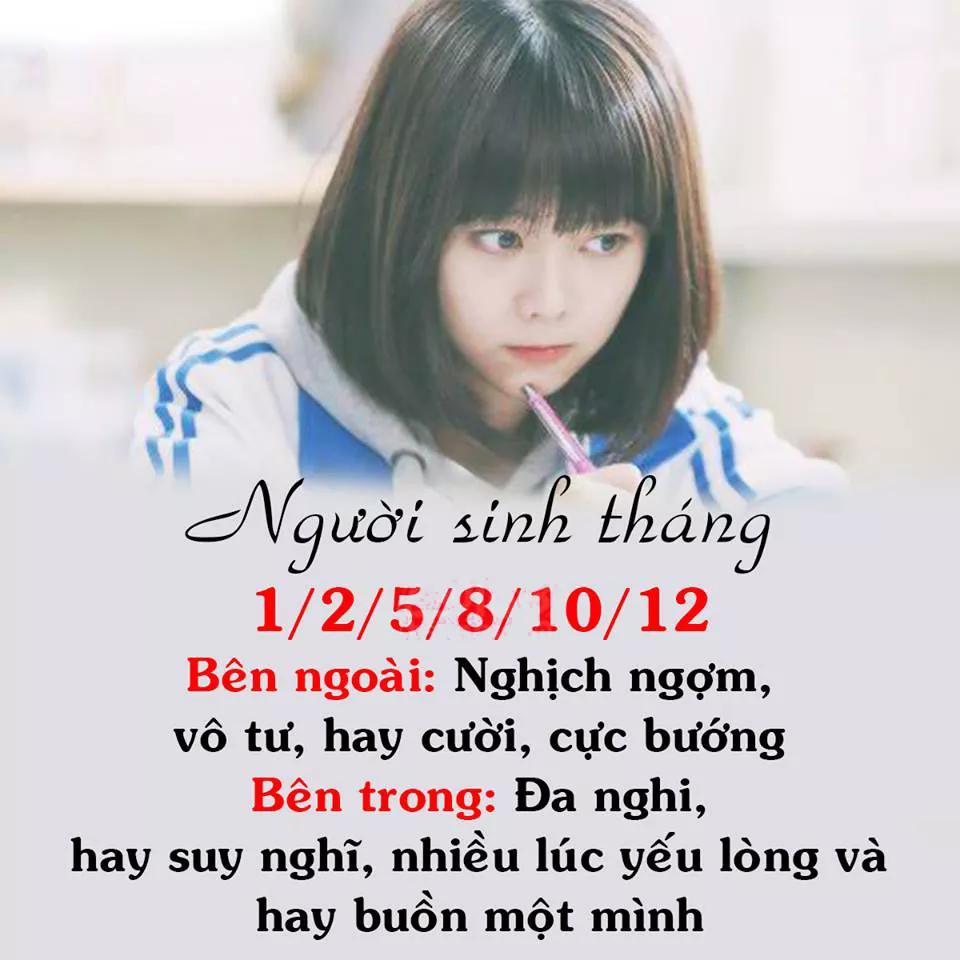 Người sinh tháng
1/2/5/8/10/12
Bên ngoài: Nghịch ngợm,
vô tư, hay cười, cực bướng
Bên trong: Đa nghi,
hay suy nghĩ, nhiều lúc yếu lòng và
hay buồn một mình